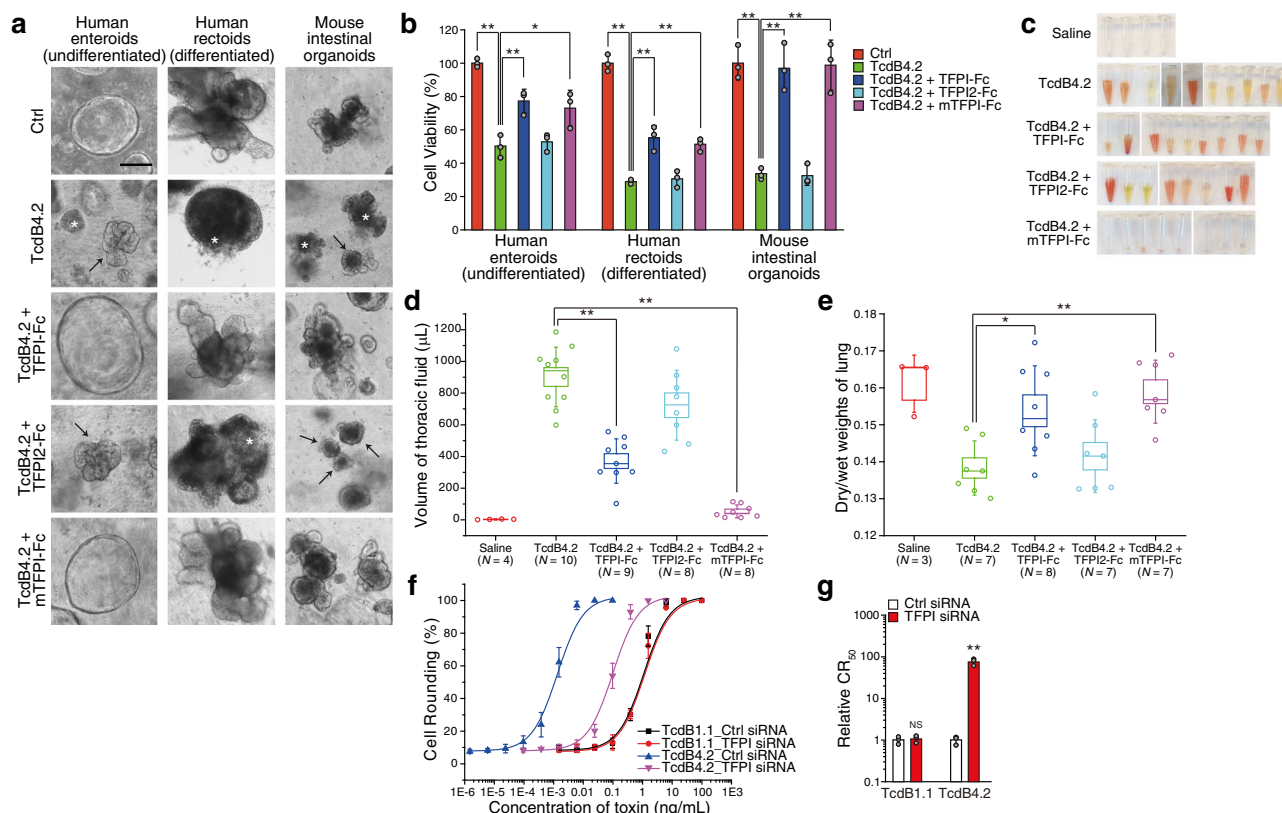 a
Human
enteroids
(undifferentiated)
Human
rectoids
(differentiated)
Mouse
intestinal
organoids
Ctrl
TcdB4.2
*
*
*
*
TcdB4.2 +
TFPI-Fc
TcdB4.2 +
TFPI2-Fc
*
TcdB4.2 +
mTFPI-Fc
b
Cell Viability (%)
120
100
80
60
40
20
0
** * **
** ** **
** ** **
Human
enteroids
(undifferentiated)
Human
rectoids
(differentiated)
Mouse
intestinal
organoids
Ctrl
TcdB4.2
TcdB4.2 + TFPI-Fc
TcdB4.2 + TFPI2-Fc
TcdB4.2 + mTFPI-Fc
c
Saline
TcdB4.2
TcdB4.2 +
TFPI-Fc
TcdB4.2 +
TFPI2-Fc
TcdB4.2 +
mTFPI-Fc
d
Volume of thoracic fluid (µL)
1200
1000
800
600
400
200
0
**
**
Saline
(N = 4)
TcdB4.2
(N = 10)
TcdB4.2 +
TFPI-Fc
(N = 9)
TcdB4.2 +
TFPI2-Fc
(N = 8)
TcdB4.2 +
mTFPI-Fc
(N = 8)
e
Dry/wet weights of lung
0.18
0.17
0.16
0.15
0.14
0.13
0.12
**
*
Saline
(N = 3)
TcdB4.2
(N = 7)
TcdB4.2 +
TFPI-Fc
(N = 8)
TcdB4.2 +
TFPI2-Fc
(N = 7)
TcdB4.2 +
mTFPI-Fc
(N = 7)
f
Cell Rounding (%)
100
80
60
40
20
0
TcdB1.1_Ctrl siRNA
TcdB1.1_TFPI siRNA
TcdB4.2_Ctrl siRNA
TcdB4.2_TFPI siRNA
1E-6 1E-5 1E-4 1E-3 0.01 0.1 1 10 100 1E3
Concentration of toxin (ng/mL)
g
Ctrl siRNA
TFPI siRNA
Relative CR50
1000
100
10
1
0.1
NS
**
TcdB1.1 TcdB4.2